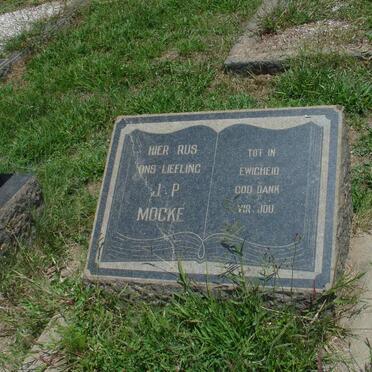 HIER RUS
ONS LIEFLING
J. P
MOCKE
TOT IN
EWIGHEID
GOD DANK
VIR JOU